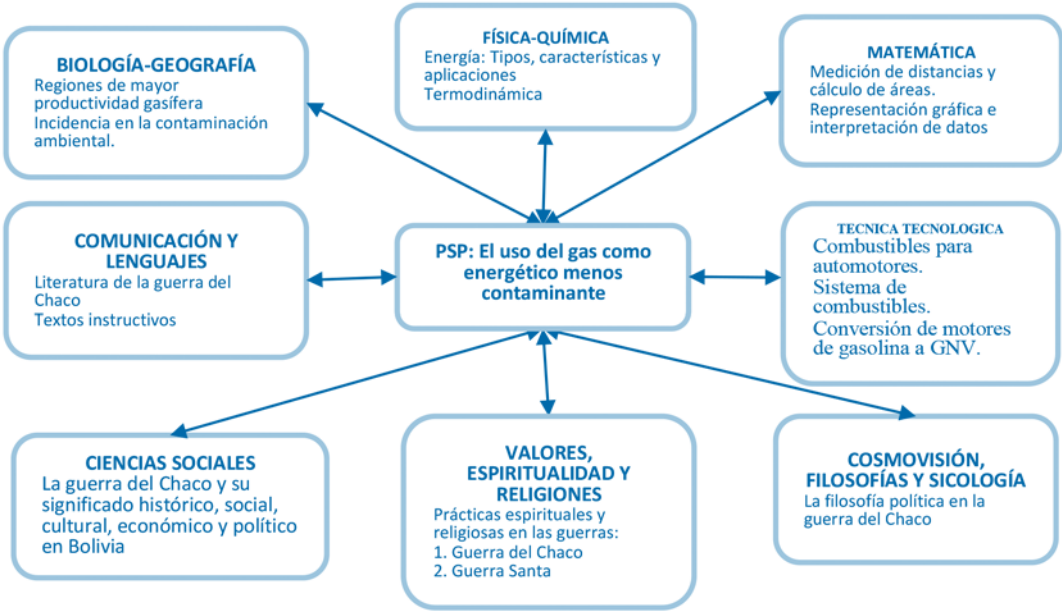 BIOLOGÍA-GEOGRAFÍA
Regiones de mayor
productividad gasífera
Incidencia en la contaminación
ambiental.
FÍSICA-QUÍMICA
Energía: Tipos, características y
aplicaciones
Termodinámica
MATEMÁTICA
Medición de distancias y
cálculo de áreas.
Representación gráfica e
interpretación de datos
COMUNICACIÓN Y
LENGUAJES
Literatura de la guerra del
Chaco
Textos instructivos
PSP: El uso del gas como
energético menos
contaminante
TECNICA TECNOLOGICA
Combustibles para
automotores.
Sistema de
combustibles.
Conversión de motores
de gasolina a GNV.
CIENCIAS SOCIALES
La guerra del Chaco y su
significado histórico, social,
cultural, económico y político
en Bolivia
VALORES,
ESPIRITUALIDAD Y
RELIGIONES
Prácticas espirituales y
religiosas en las guerras:
1. Guerra del Chaco
2. Guerra Santa
COSMOVISIÓN,
FILOSOFÍAS Y SICOLOGÍA
La filosofía política en la
guerra del Chaco